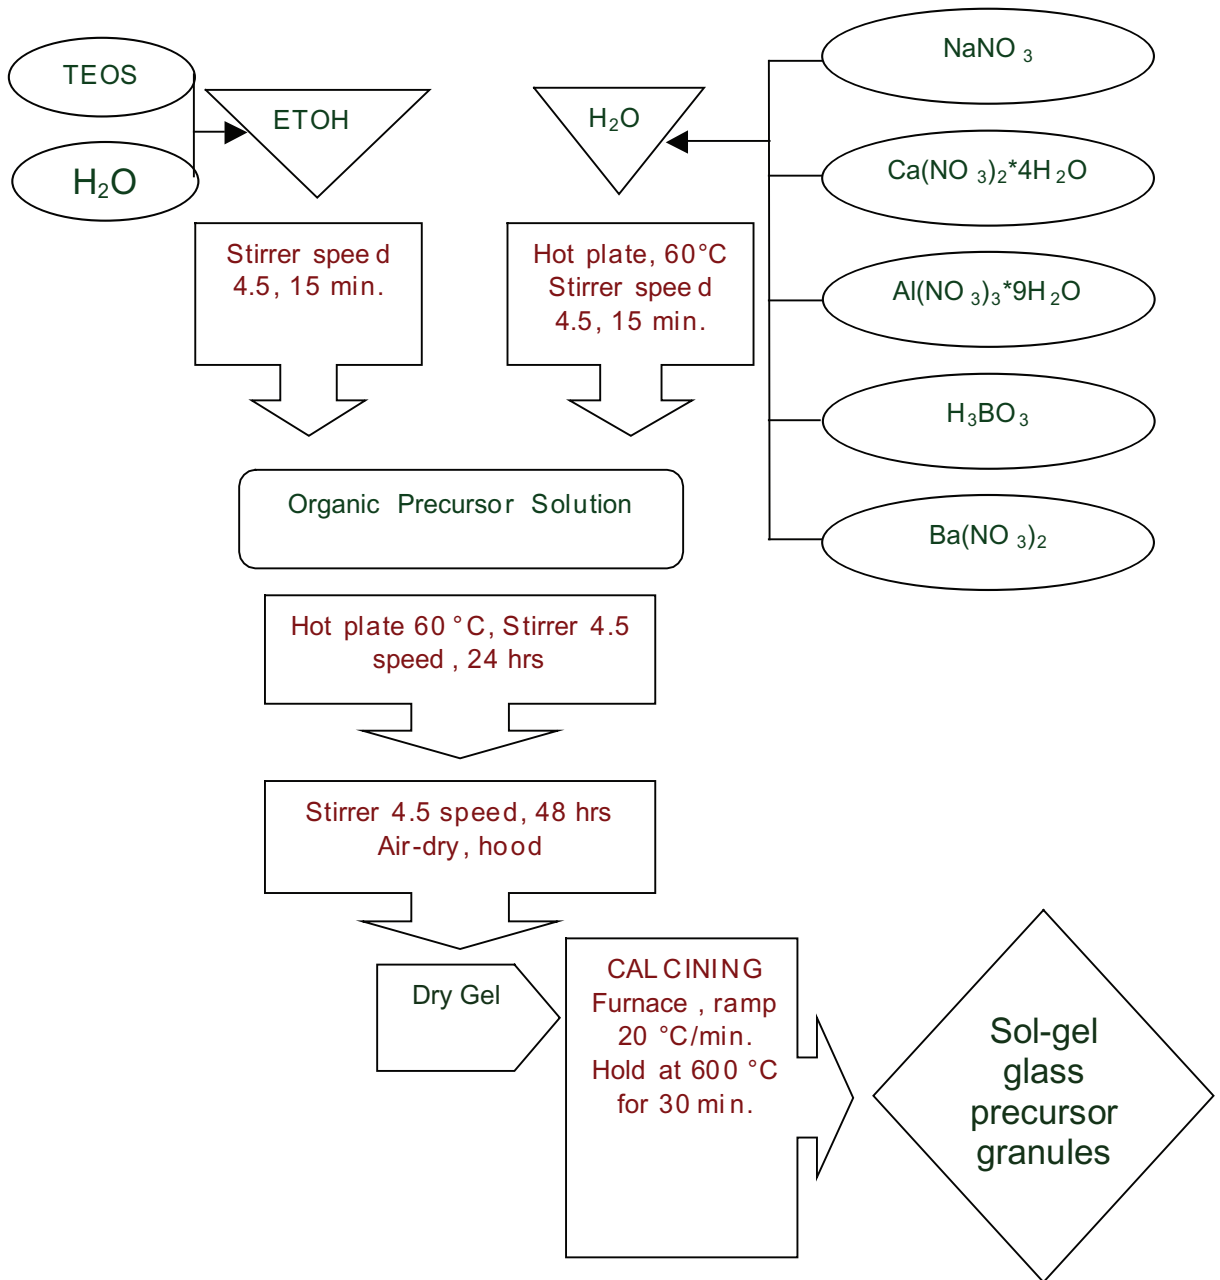 TEOS
H₂O
ETOH
H₂O
NaNO₃
Ca(NO₃)₂*4H₂O
Al(NO₃)₃*9H₂O
H₃BO₃
Ba(NO₃)₂
Stirrer speed
4.5, 15 min.
Hot plate, 60°C
Stirrer speed
4.5, 15 min.
Organic Precursor Solution
Hot plate 60 °C, Stirrer 4.5
speed, 24 hrs
Stirrer 4.5 speed, 48 hrs
Air-dry, hood
Dry Gel
CALCINING
Furnace, ramp
20 °C/min.
Hold at 600 °C
for 30 min.
Sol-gel
glass
precursor
granules